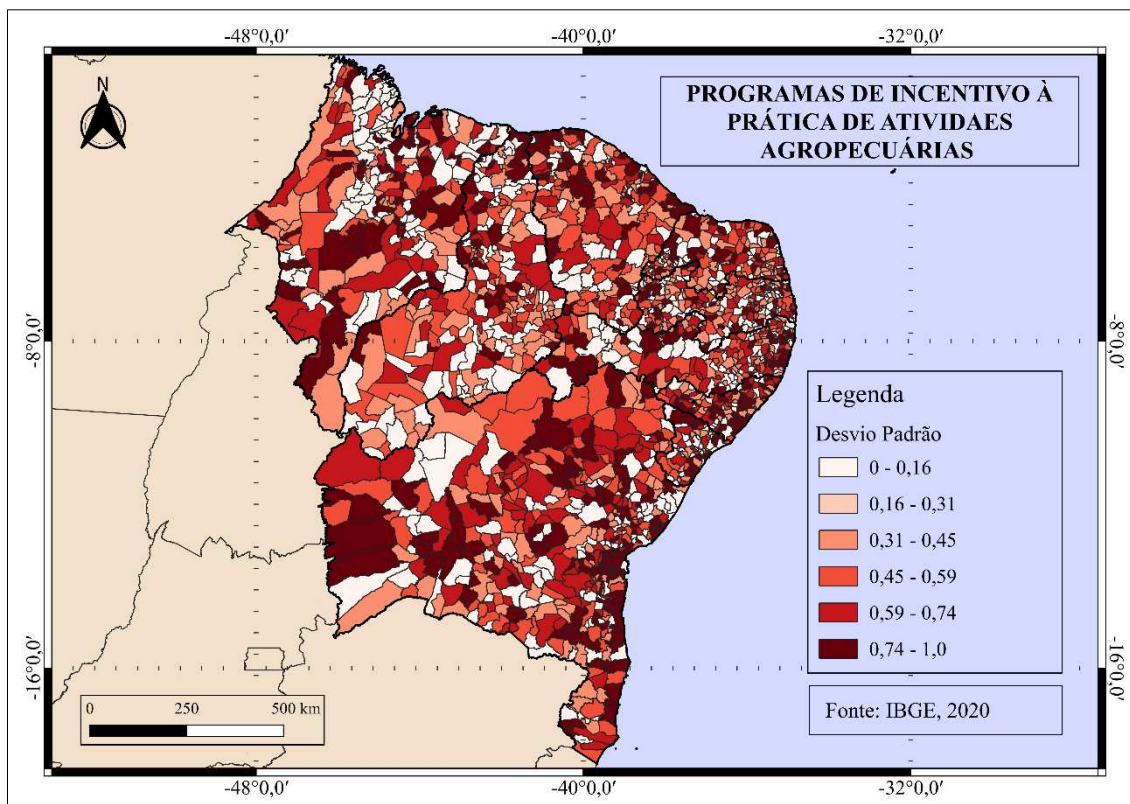 -48°0,0' -40°0,0' -32°0,0'
N
PROGRAMAS DE INCENTIVO À
PRÁTICA DE ATIVIDAES
AGROPECUÁRIAS
-8°0,0' -8°0,0'
Legenda
Desvio Padrão
0 - 0,16
0,16 - 0,31
0,31 - 0,45
0,45 - 0,59
0,59 - 0,74
0,74 - 1,0
-16°0,0' -16°0,0'
0 250 500 km
Fonte: IBGE, 2020
-48°0,0' -40°0,0' -32°0,0'